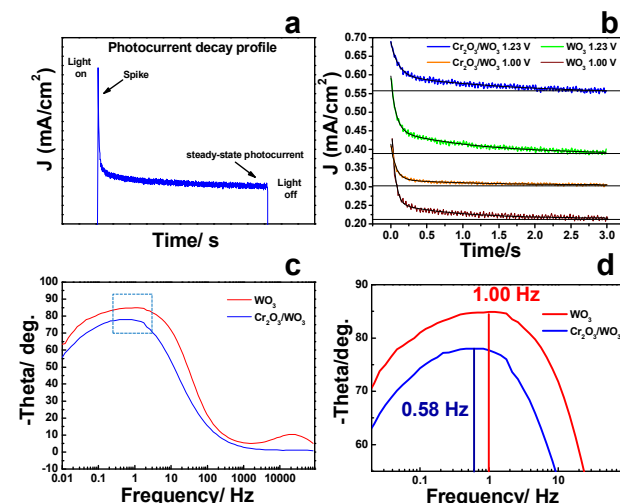 a
Photocurrent decay profile
Light
on
Spike
steady-state photocurrent
Light
off
J (mA/cm²)
Time/ s
b
Cr₂O₃/WO₃ 1.23 V
WO₃ 1.23 V
Cr₂O₃/WO₃ 1.00 V
WO₃ 1.00 V
0.70
0.65
0.60
0.55
0.50
0.45
0.40
0.35
0.30
0.25
0.20
J (mA/cm²)
0.0 0.5 1.0 1.5 2.0 2.5 3.0
Time/s
c
WO₃
Cr₂O₃/WO₃
100
90
80
70
60
50
40
30
20
10
0
-10
-Theta/ deg.
0.01 0.1 1 10 100 1000 10000
Frequency/ Hz
d
1.00 Hz
WO₃
Cr₂O₃/WO₃
0.58 Hz
90
80
70
60
-Theta/deg.
0.1 1 10
Frequency/ Hz